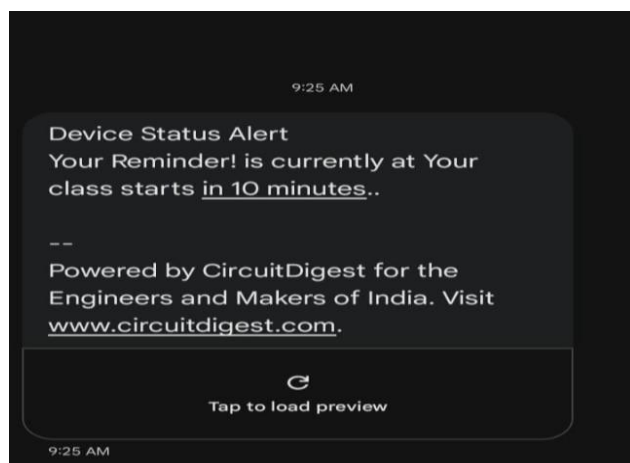 9:25 AM
Device Status Alert
Your Reminder! is currently at Your
class starts in 10 minutes..
--
Powered by CircuitDigest for the
Engineers and Makers of India. Visit
www.circuitdigest.com.
Tap to load preview
9:25 AM